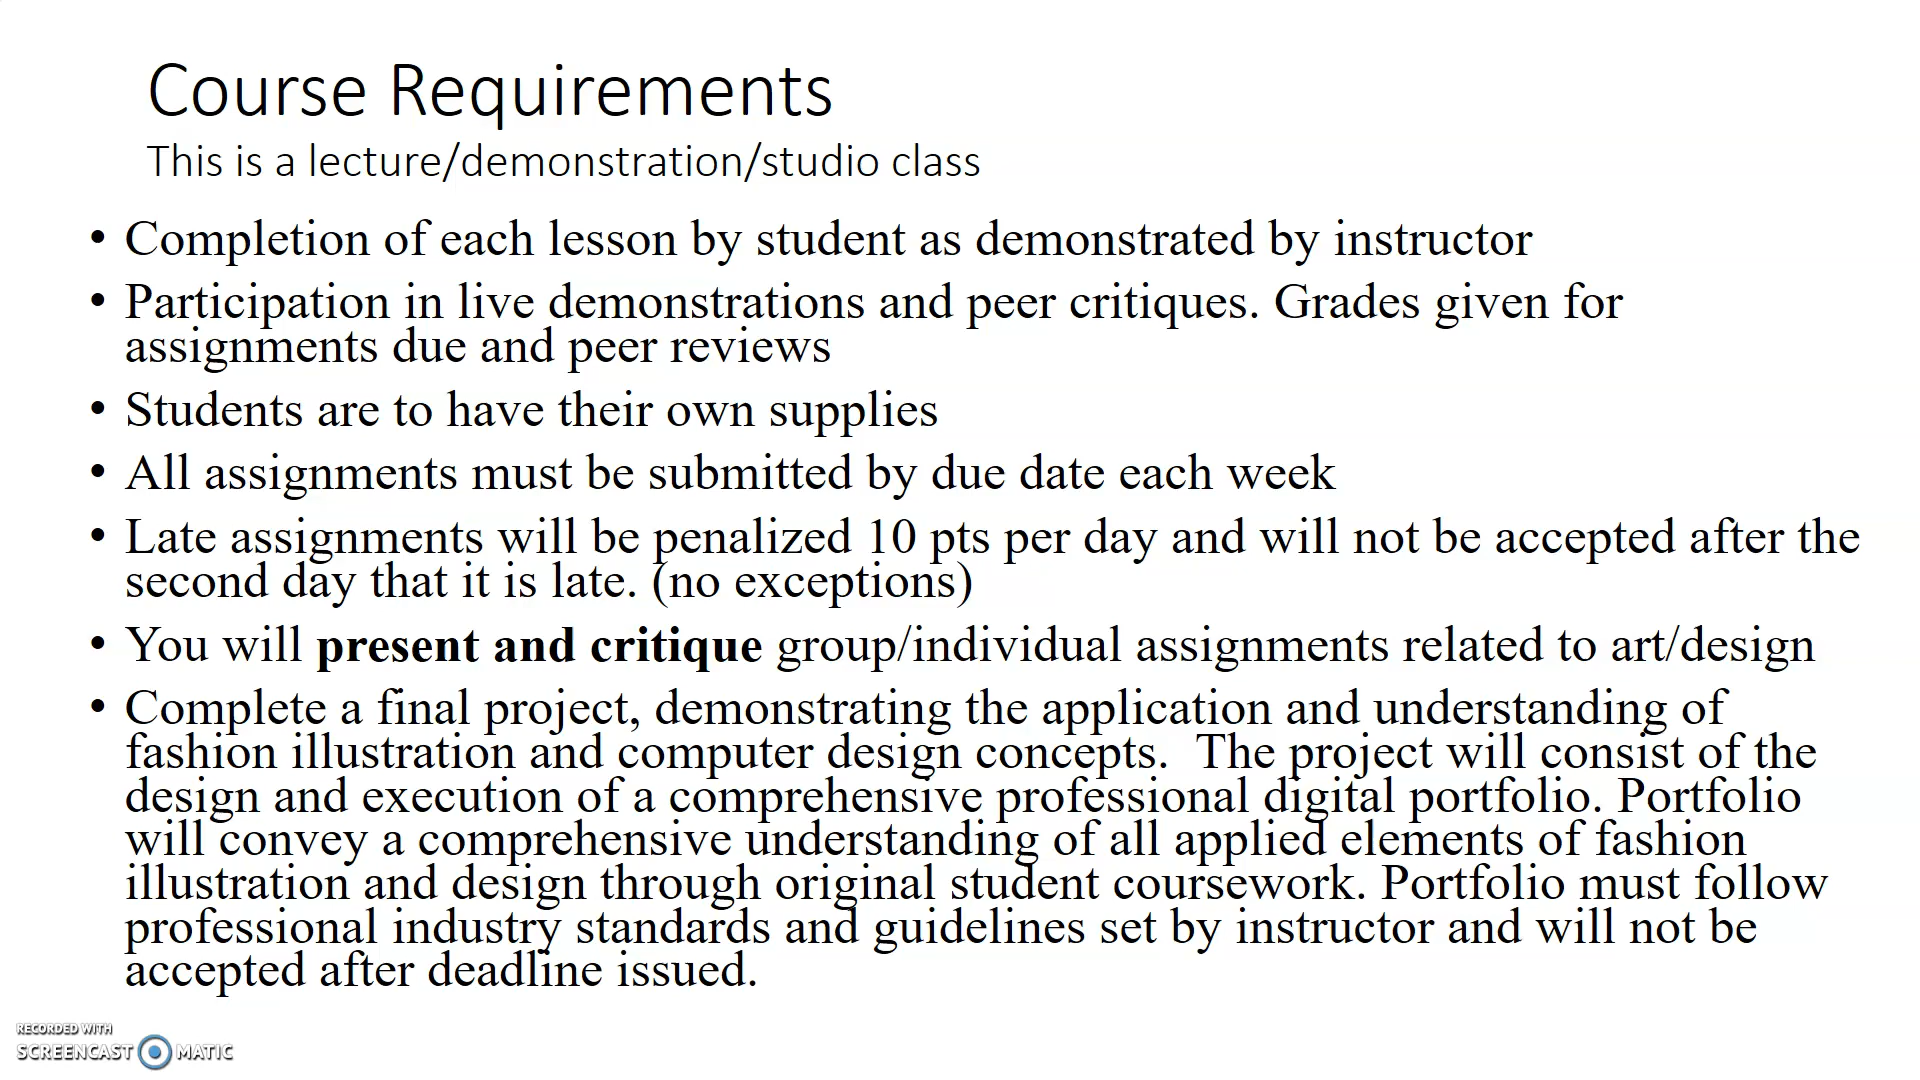 Course Requirements
This is a lecture/demonstration/studio class
• Completion of each lesson by student as demonstrated by instructor
• Participation in live demonstrations and peer critiques. Grades given for
assignments due and peer reviews
• Students are to have their own supplies
• All assignments must be submitted by due date each week
• Late assignments will be penalized 10 pts per day and will not be accepted after the
second day that it is late. (no exceptions)
• You will present and critique group/individual assignments related to art/design
• Complete a final project, demonstrating the application and understanding of
fashion illustration and computer design concepts.  The project will consist of the
design and execution of a comprehensive professional digital portfolio. Portfolio
will convey a comprehensive understanding of all applied elements of fashion
illustration and design through original student coursework. Portfolio must follow
professional industry standards and guidelines set by instructor and will not be
accepted after deadline issued.
RECORDED WITH
SCREENCAST MATIC